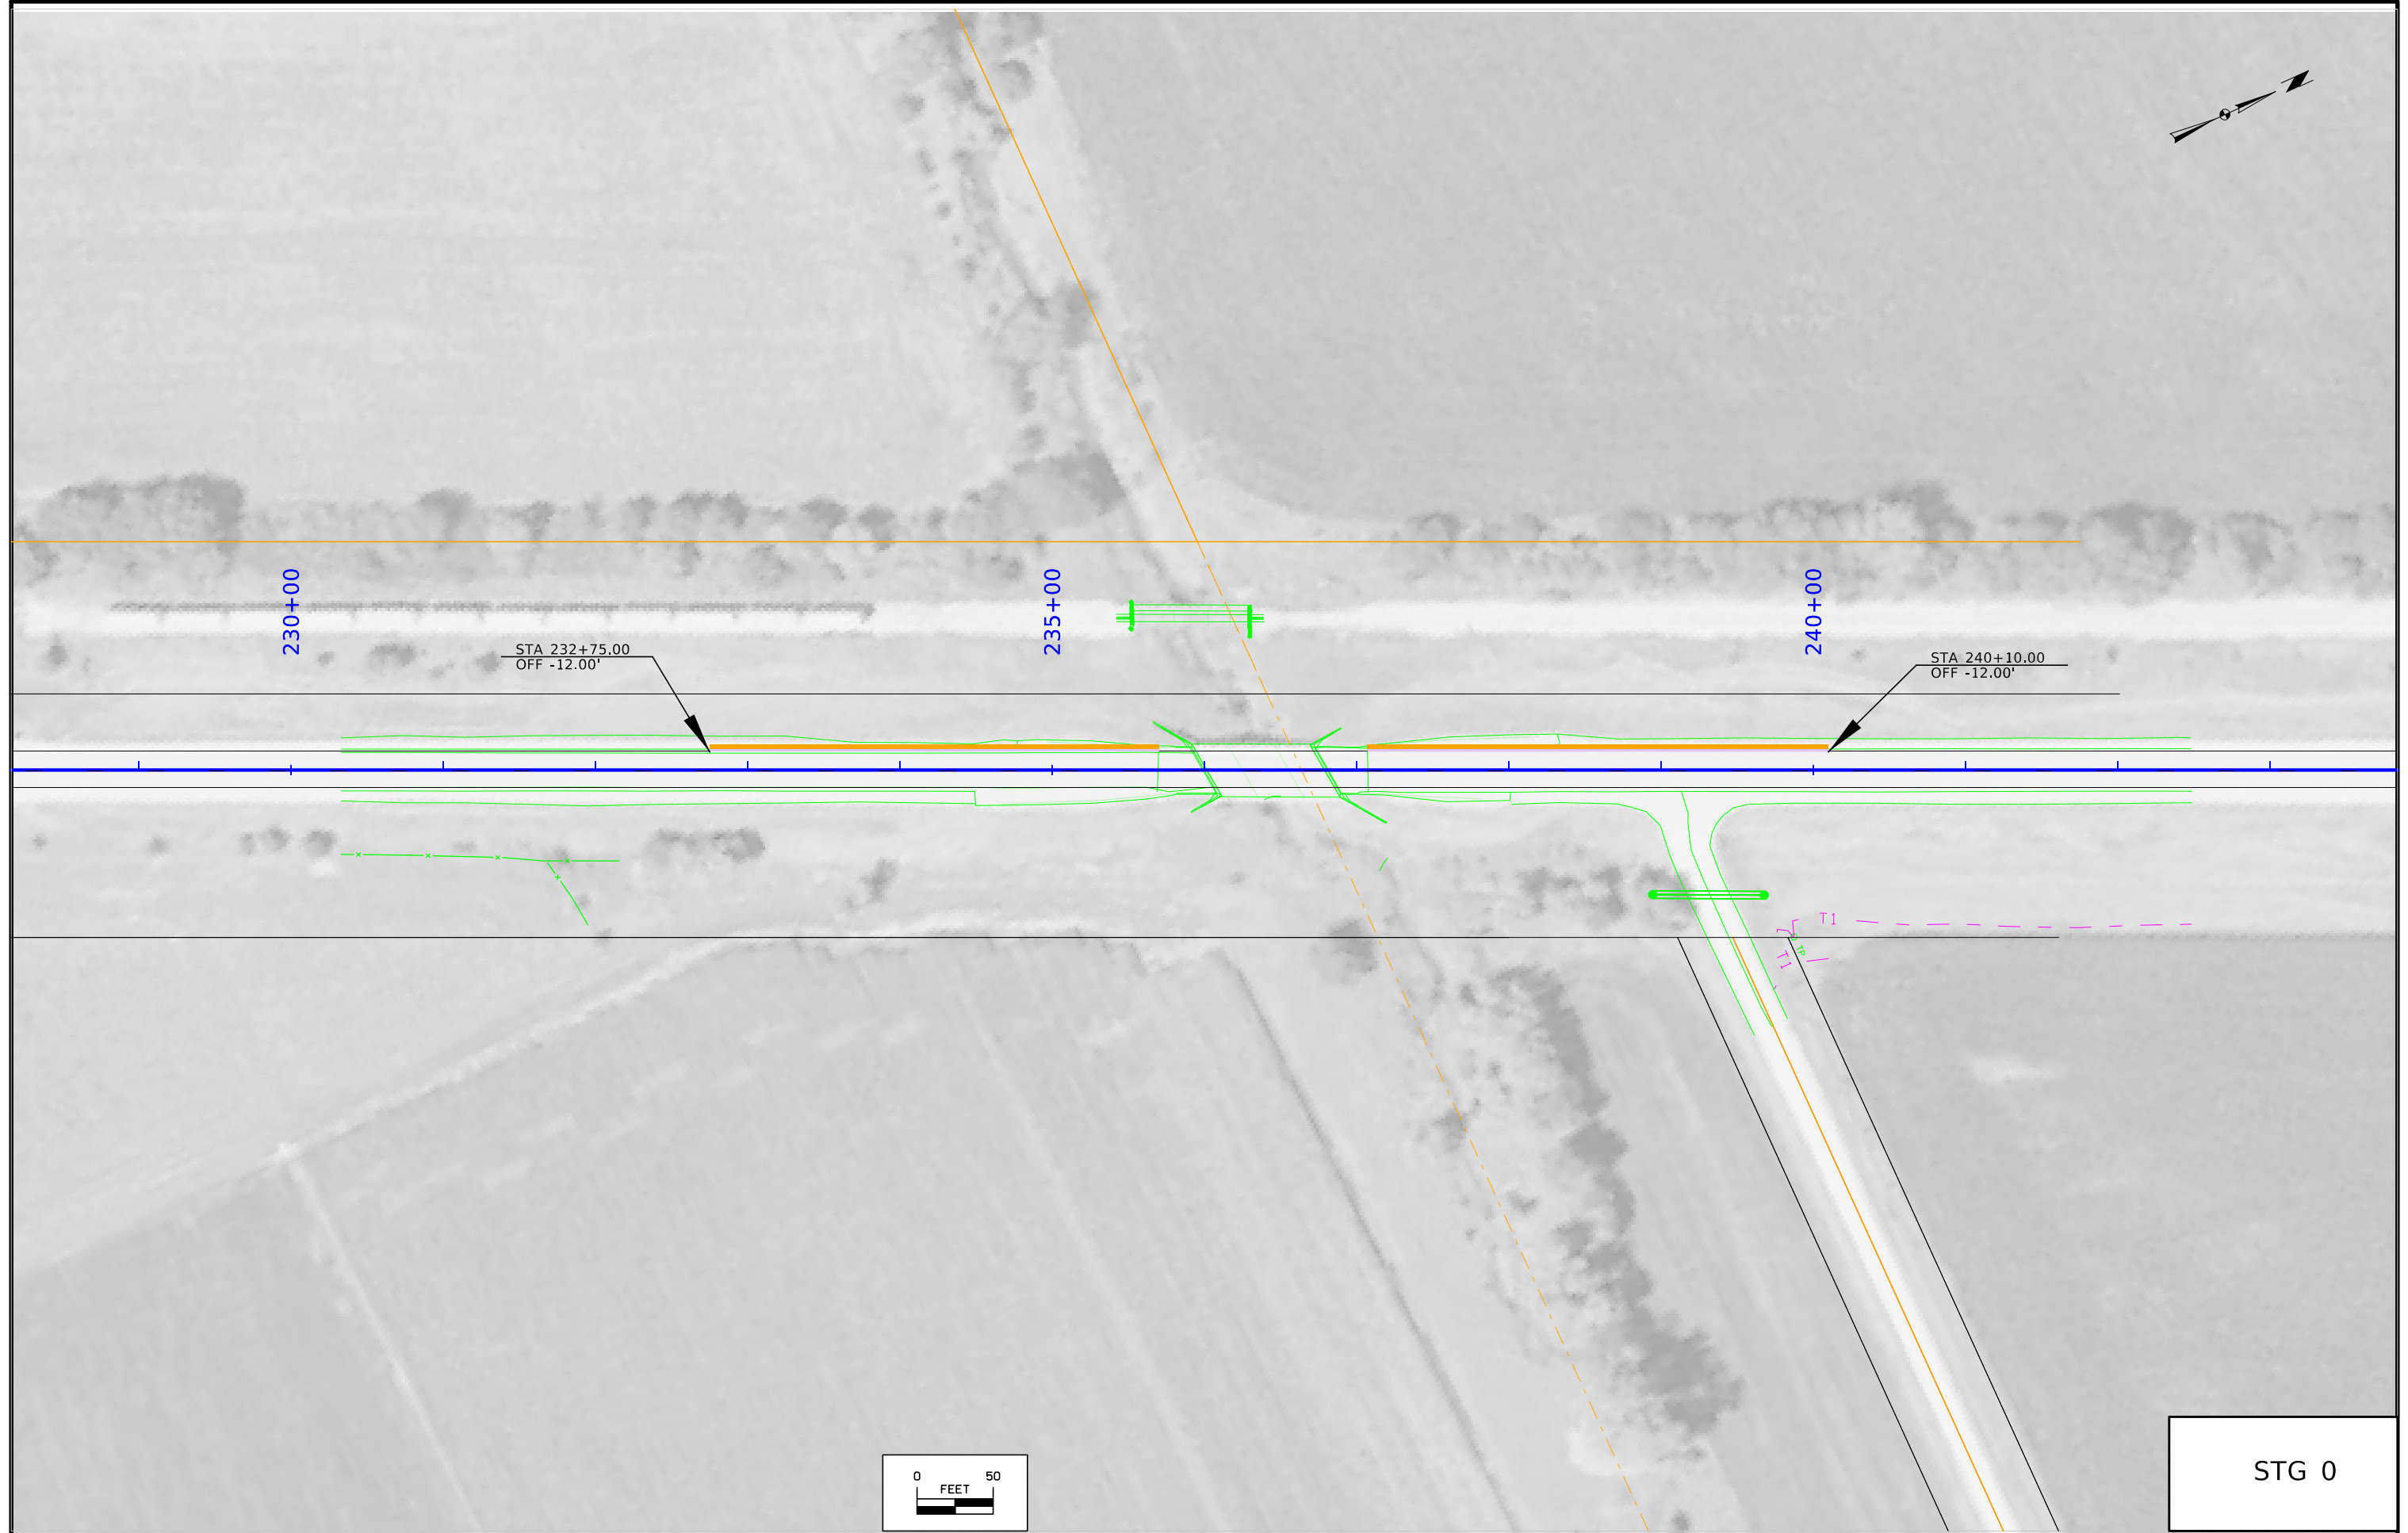 230+00
235+00
240+00
STA 232+75.00
OFF -12.00'
STA 240+10.00
OFF -12.00'
T1
TP
T1
0 50
FEET
STG 0
N